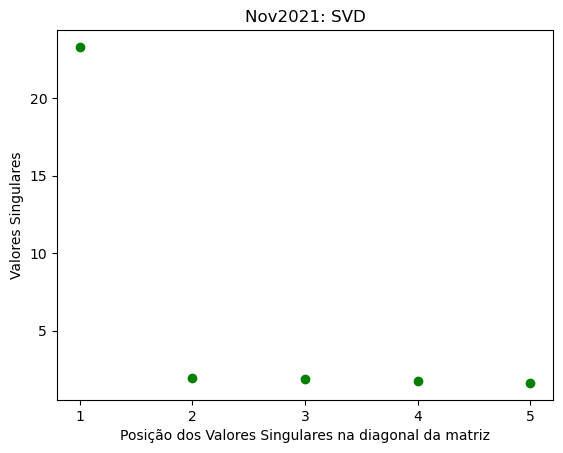 Nov2021: SVD
Valores Singulares
20
15
10
5
1 2 3 4 5
Posição dos Valores Singulares na diagonal da matriz